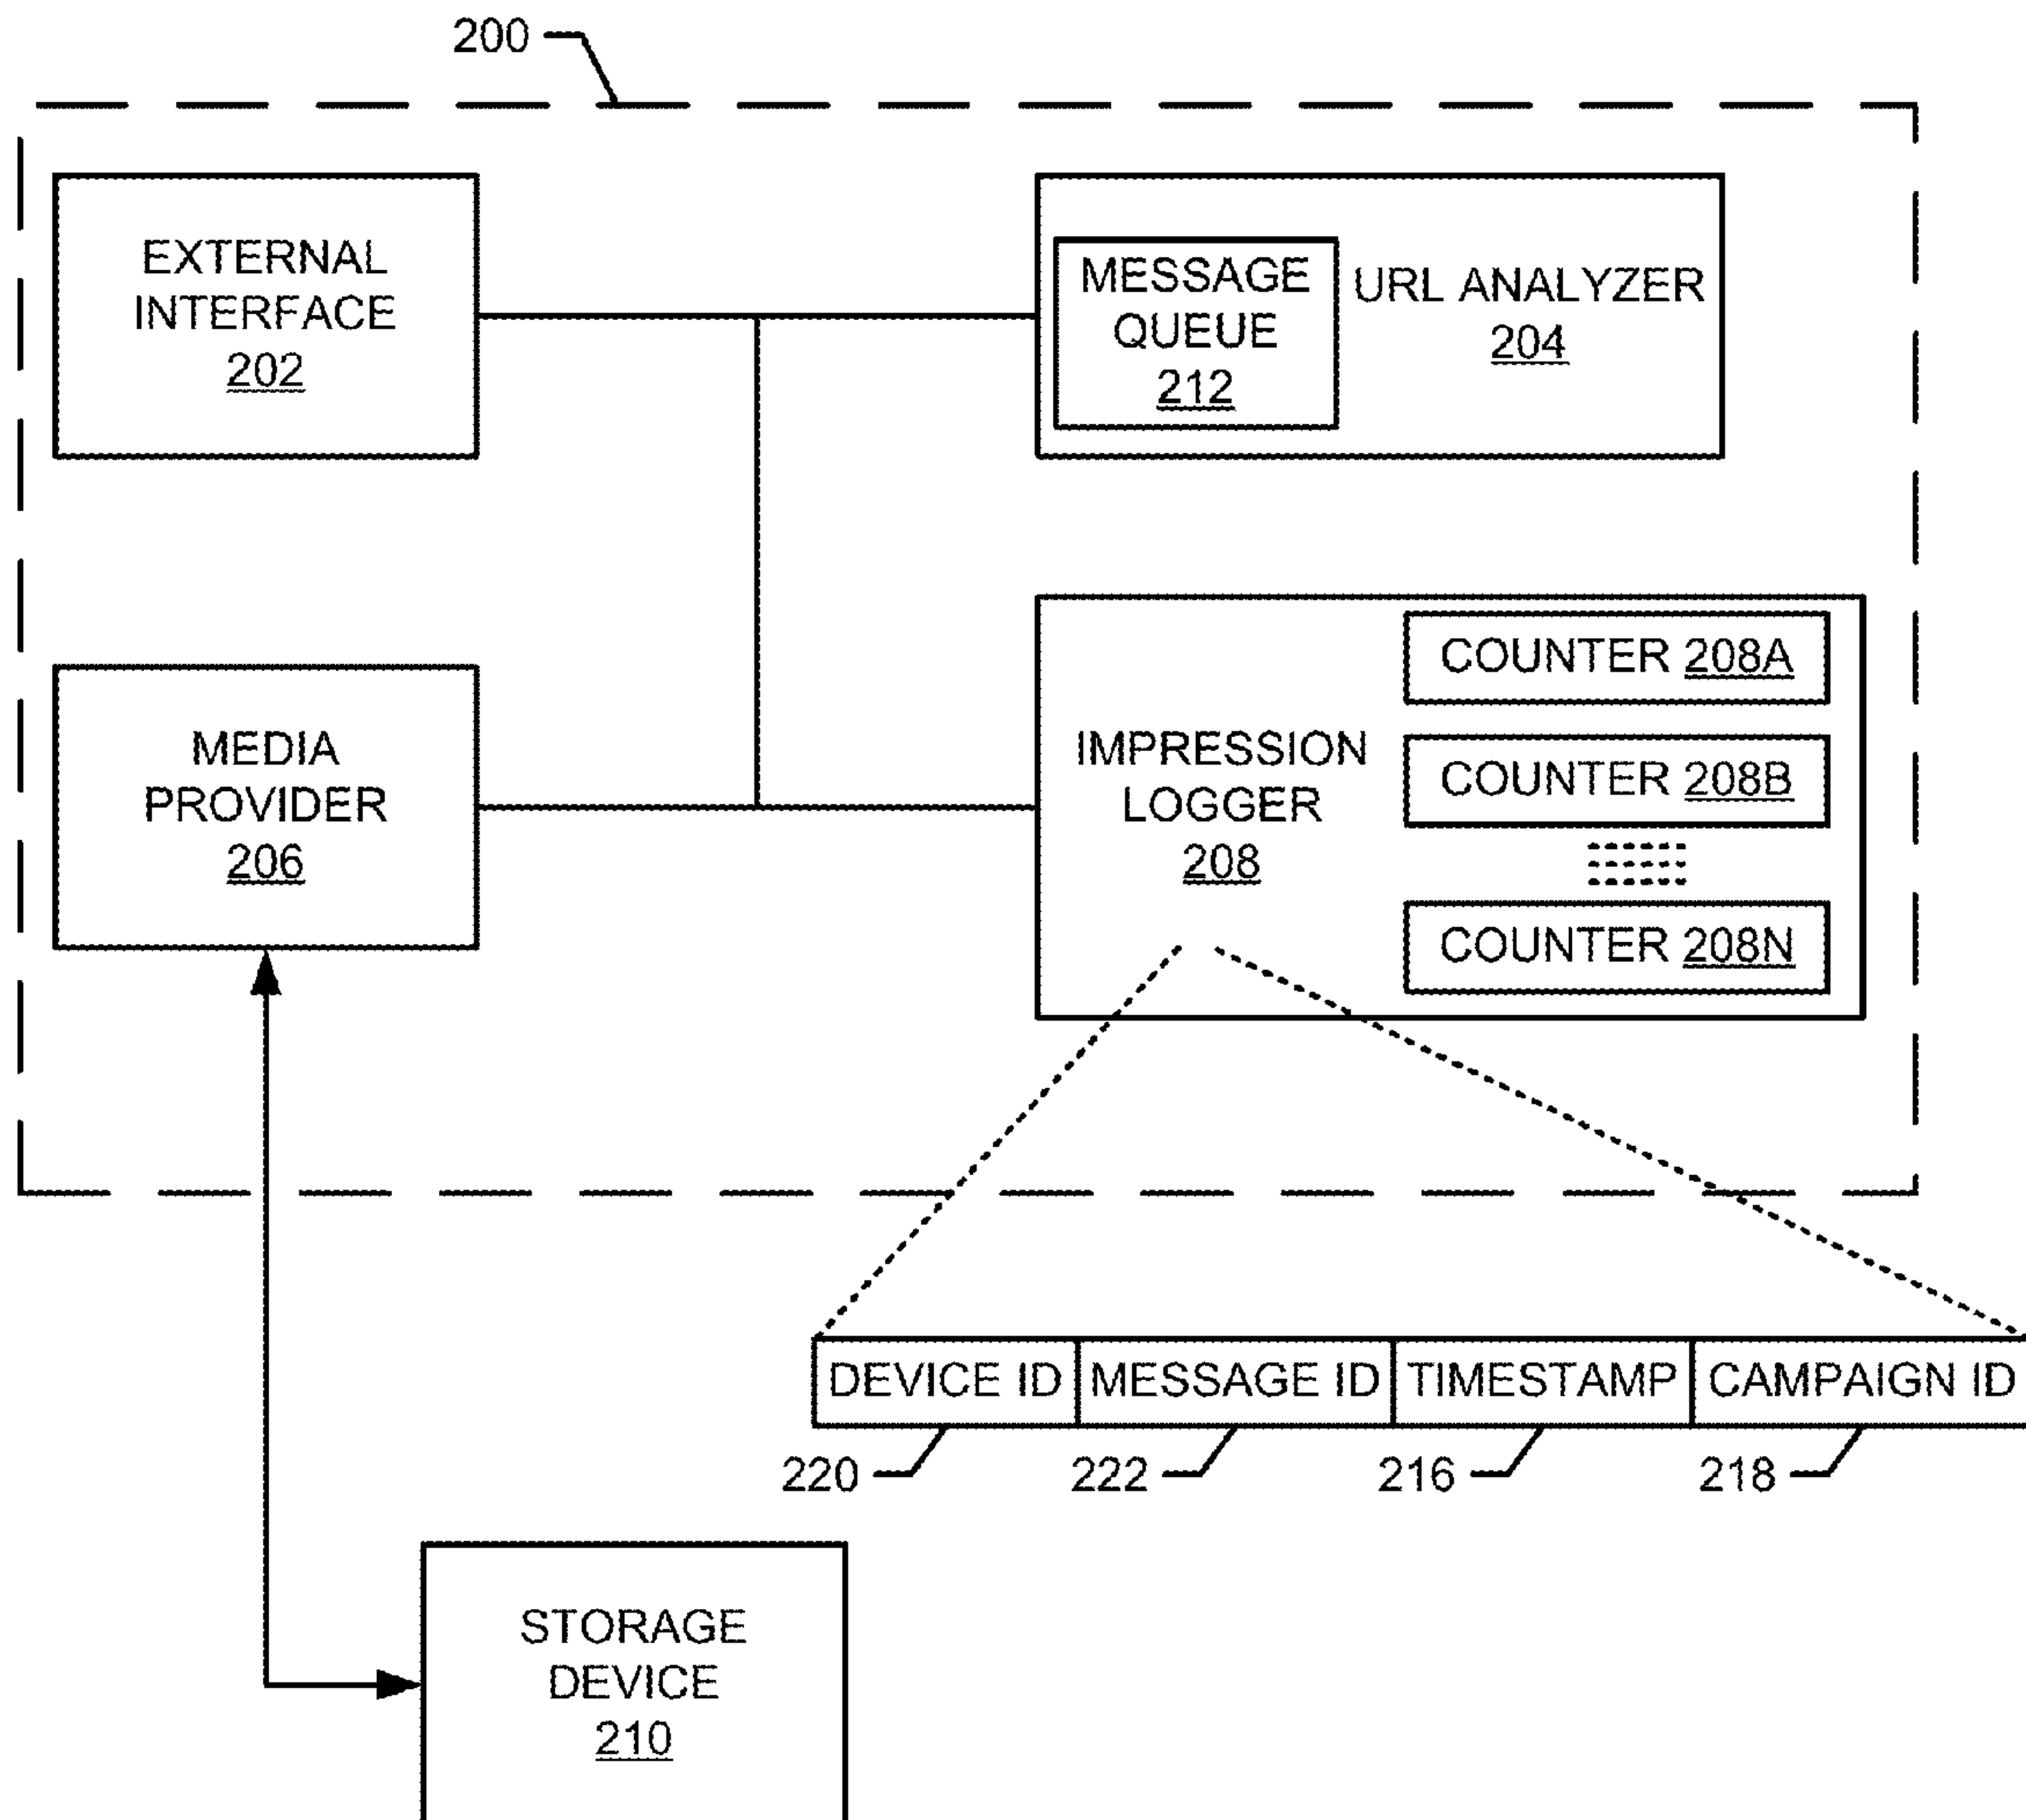 200
EXTERNAL
INTERFACE
202
MESSAGE
QUEUE
212
URL ANALYZER
204
MEDIA
PROVIDER
206
IMPRESSION
LOGGER
208
COUNTER 208A
COUNTER 208B
COUNTER 208N
DEVICE ID
MESSAGE ID
TIMESTAMP
CAMPAIGN ID
220
222
216
218
STORAGE
DEVICE
210